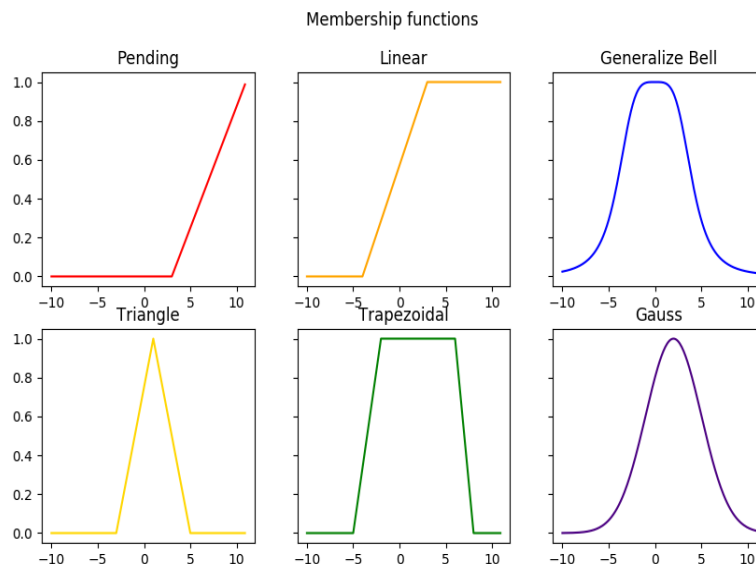 Membership functions
Pending Linear Generalize Bell
1.0
0.8
0.6
0.4
0.2
0.0
−10 −5 0 5 10 −10 −5 0 5 10 −10 −5 0 5 10
Triangle Trapezoidal Gauss
1.0
0.8
0.6
0.4
0.2
0.0
−10 −5 0 5 10 −10 −5 0 5 10 −10 −5 0 5 10